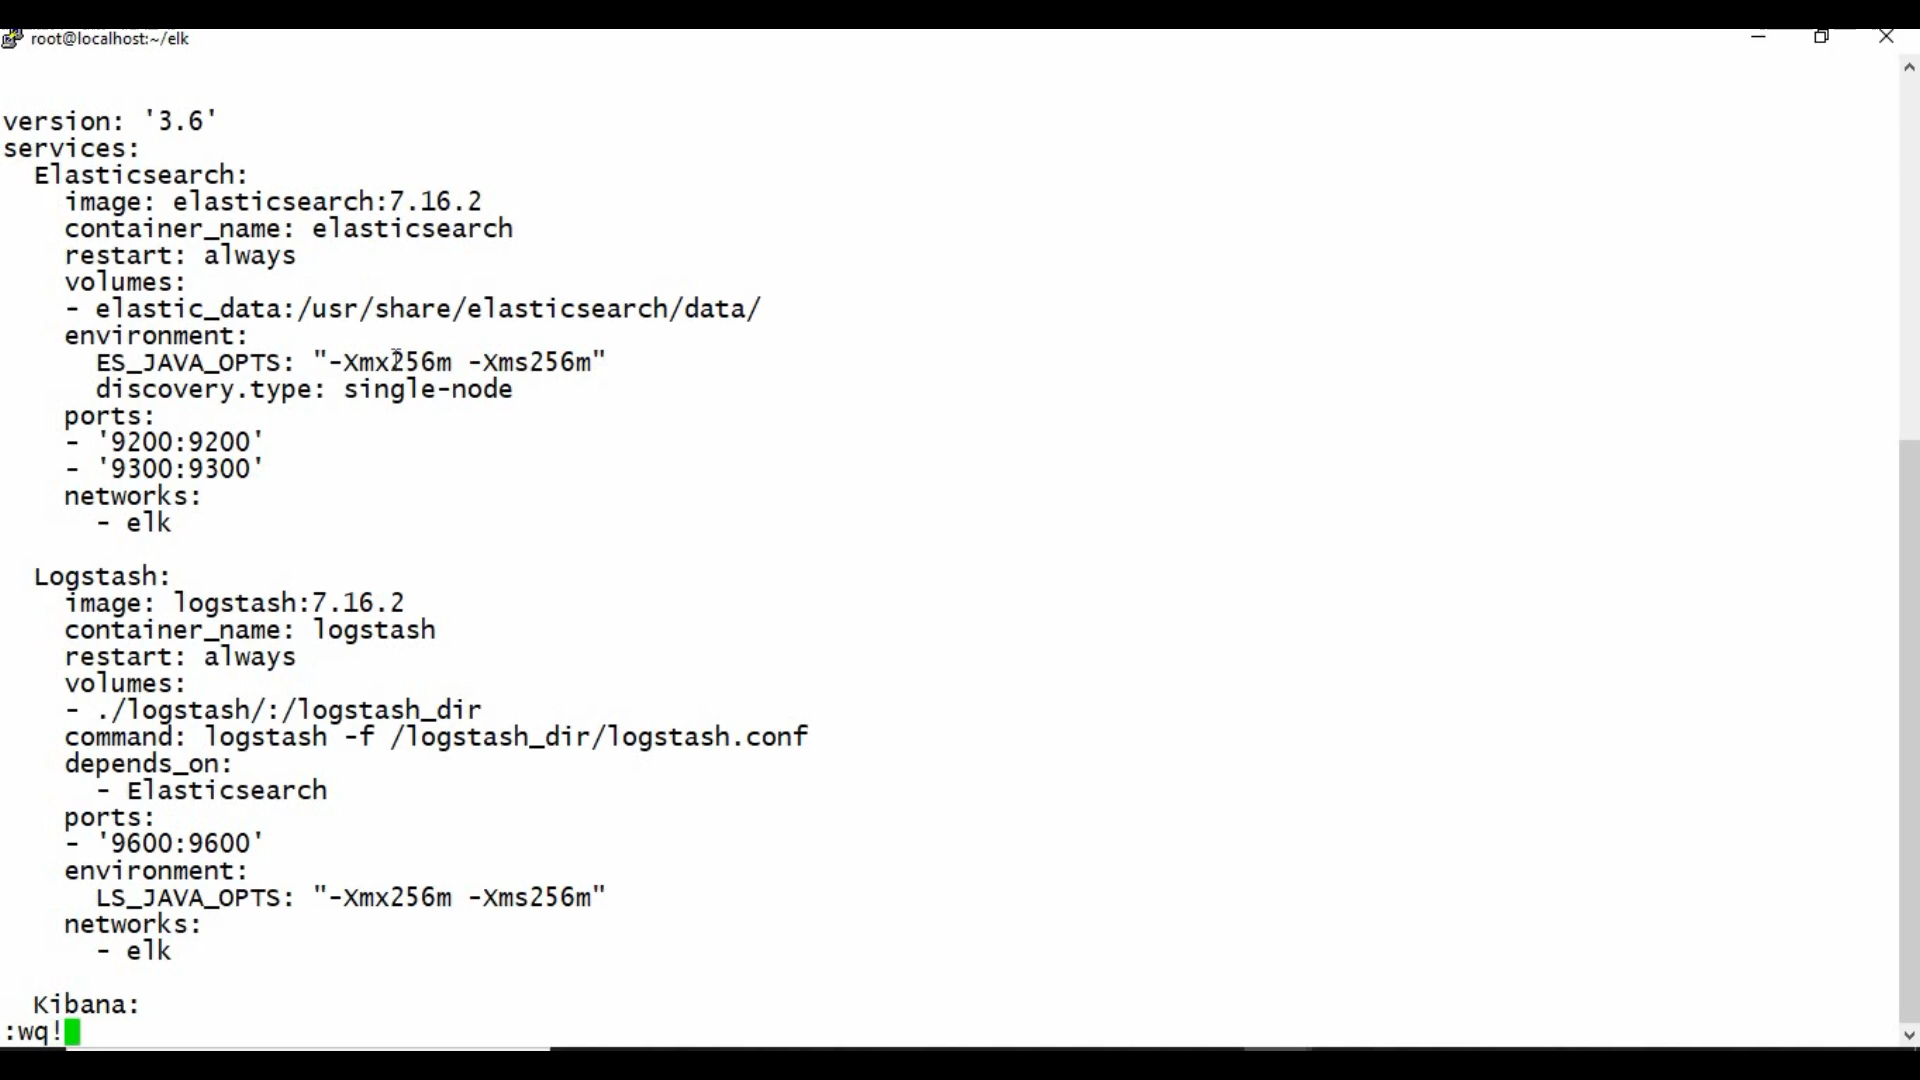 root@localhost:~/elk
version: '3.6'
services:
  Elasticsearch:
    image: elasticsearch:7.16.2
    container_name: elasticsearch
    restart: always
    volumes:
    - elastic_data:/usr/share/elasticsearch/data/
    environment:
      ES_JAVA_OPTS: "-Xmx256m -Xms256m"
      discovery.type: single-node
    ports:
    - '9200:9200'
    - '9300:9300'
    networks:
      - elk
  Logstash:
    image: logstash:7.16.2
    container_name: logstash
    restart: always
    volumes:
    - ./logstash/:/logstash_dir
    command: logstash -f /logstash_dir/logstash.conf
    depends_on:
      - Elasticsearch
    ports:
    - '9600:9600'
    environment:
      LS_JAVA_OPTS: "-Xmx256m -Xms256m"
    networks:
      - elk
  Kibana:
:wq!